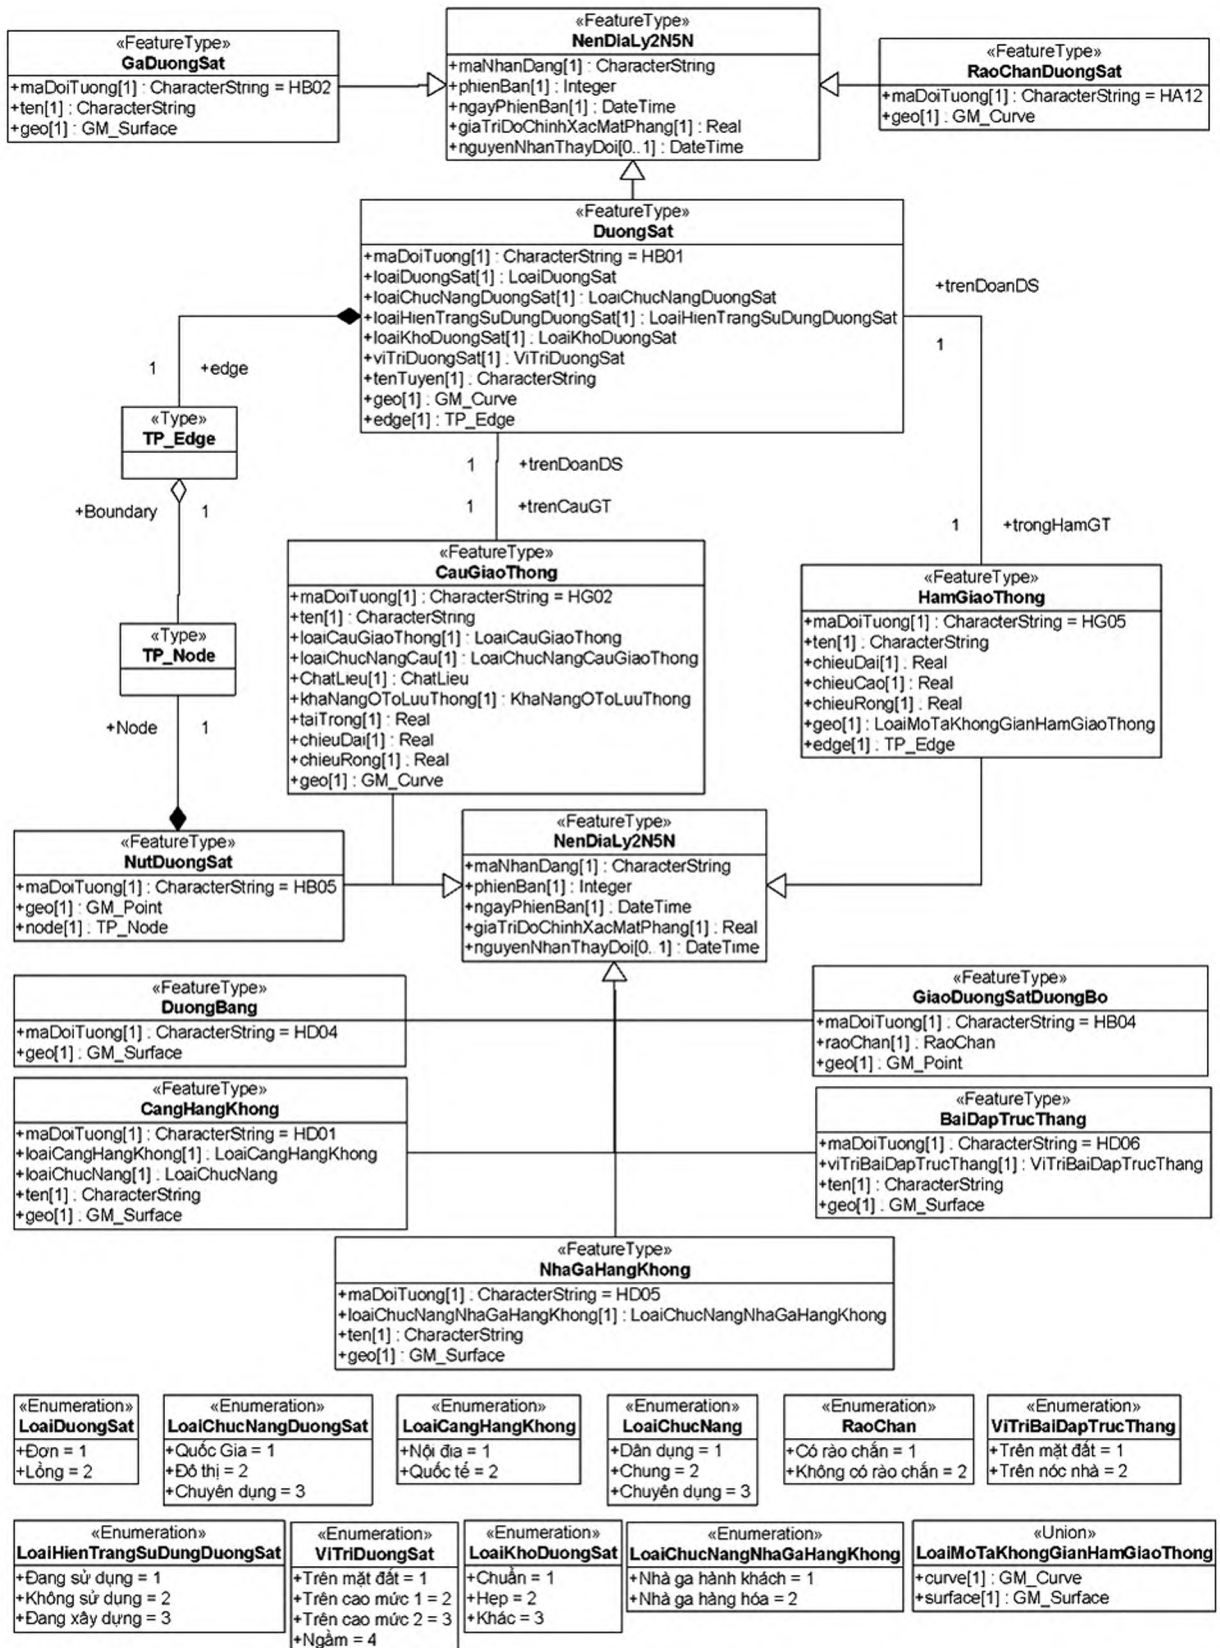 «FeatureType»
GaDuongSat
+maDoiTuong[1] : CharacterString = HB02
+ten[1] : CharacterString
+geo[1] : GM_Surface
«FeatureType»
NenDiaLy2N5N
+maNhanDang[1] : CharacterString
+phienBan[1] : Integer
+ngayPhienBan[1] : DateTime
+giaTriDoChinhXacMatPhang[1] : Real
+nguyenNhanThayDoi[0..1] : DateTime
«FeatureType»
RaoChanDuongSat
+maDoiTuong[1] : CharacterString = HA12
+geo[1] : GM_Curve
«FeatureType»
DuongSat
+maDoiTuong[1] : CharacterString = HB01
+loaiDuongSat[1] : LoaiDuongSat
+loaiChucNangDuongSat[1] : LoaiChucNangDuongSat
+loaiHienTrangSuDungDuongSat[1] : LoaiHienTrangSuDungDuongSat
+loaiKhoDuongSat[1] : LoaiKhoDuongSat
+viTriDuongSat[1] : ViTriDuongSat
+tenTuyen[1] : CharacterString
+geo[1] : GM_Curve
+edge[1] : TP_Edge
+trenDoanDS
1
1 +edge
«Type»
TP_Edge
1 +trenDoanDS
1 +trenCauGT
+Boundary 1
1 +trongHamGT
«FeatureType»
CauGiaoThong
+maDoiTuong[1] : CharacterString = HG02
+ten[1] : CharacterString
+loaiCauGiaoThong[1] : LoaiCauGiaoThong
+loaiChucNangCau[1] : LoaiChucNangCauGiaoThong
+ChatLieu[1] : ChatLieu
+khaNangOToLuuThong[1] : KhaNangOToLuuThong
+taiTrong[1] : Real
+chieuDai[1] : Real
+chieuRong[1] : Real
+geo[1] : GM_Curve
«FeatureType»
HamGiaoThong
+maDoiTuong[1] : CharacterString = HG05
+ten[1] : CharacterString
+chieuDai[1] : Real
+chieuCao[1] : Real
+chieuRong[1] : Real
+geo[1] : LoaiMoTaKhongGianHamGiaoThong
+edge[1] : TP_Edge
«Type»
TP_Node
+Node 1
«FeatureType»
NutDuongSat
+maDoiTuong[1] : CharacterString = HB05
+geo[1] : GM_Point
+node[1] : TP_Node
«FeatureType»
NenDiaLy2N5N
+maNhanDang[1] : CharacterString
+phienBan[1] : Integer
+ngayPhienBan[1] : DateTime
+giaTriDoChinhXacMatPhang[1] : Real
+nguyenNhanThayDoi[0..1] : DateTime
«FeatureType»
DuongBang
+maDoiTuong[1] : CharacterString = HD04
+geo[1] : GM_Surface
«FeatureType»
GiaoDuongSatDuongBo
+maDoiTuong[1] : CharacterString = HB04
+raoChan[1] : RaoChan
+geo[1] : GM_Point
«FeatureType»
CangHangKhong
+maDoiTuong[1] : CharacterString = HD01
+loaiCangHangKhong[1] : LoaiCangHangKhong
+loaiChucNang[1] : LoaiChucNang
+ten[1] : CharacterString
+geo[1] : GM_Surface
«FeatureType»
BaiDapTrucThang
+maDoiTuong[1] : CharacterString = HD06
+viTriBaiDapTrucThang[1] : ViTriBaiDapTrucThang
+ten[1] : CharacterString
+geo[1] : GM_Surface
«FeatureType»
NhaGaHangKhong
+maDoiTuong[1] : CharacterString = HD05
+loaiChucNangNhaGaHangKhong[1] : LoaiChucNangNhaGaHangKhong
+ten[1] : CharacterString
+geo[1] : GM_Surface
«Enumeration»
LoaiDuongSat
+Đơn = 1
+Lồng = 2
«Enumeration»
LoaiChucNangDuongSat
+Quốc Gia = 1
+Đô thị = 2
+Chuyên dụng = 3
«Enumeration»
LoaiCangHangKhong
+Nội địa = 1
+Quốc tế = 2
«Enumeration»
LoaiChucNang
+Dân dụng = 1
+Chung = 2
+Chuyên dụng = 3
«Enumeration»
RaoChan
+Có rào chắn = 1
+Không có rào chắn = 2
«Enumeration»
ViTriBaiDapTrucThang
+Trên mặt đất = 1
+Trên nóc nhà = 2
«Enumeration»
LoaiHienTrangSuDungDuongSat
+Đang sử dụng = 1
+Không sử dụng = 2
+Đang xây dựng = 3
«Enumeration»
ViTriDuongSat
+Trên mặt đất = 1
+Trên cao mức 1 = 2
+Trên cao mức 2 = 3
+Ngầm = 4
«Enumeration»
LoaiKhoDuongSat
+Chuẩn = 1
+Hẹp = 2
+Khác = 3
«Enumeration»
LoaiChucNangNhaGaHangKhong
+Nhà ga hành khách = 1
+Nhà ga hàng hóa = 2
«Union»
LoaiMoTaKhongGianHamGiaoThong
+curve[1] : GM_Curve
+surface[1] : GM_Surface